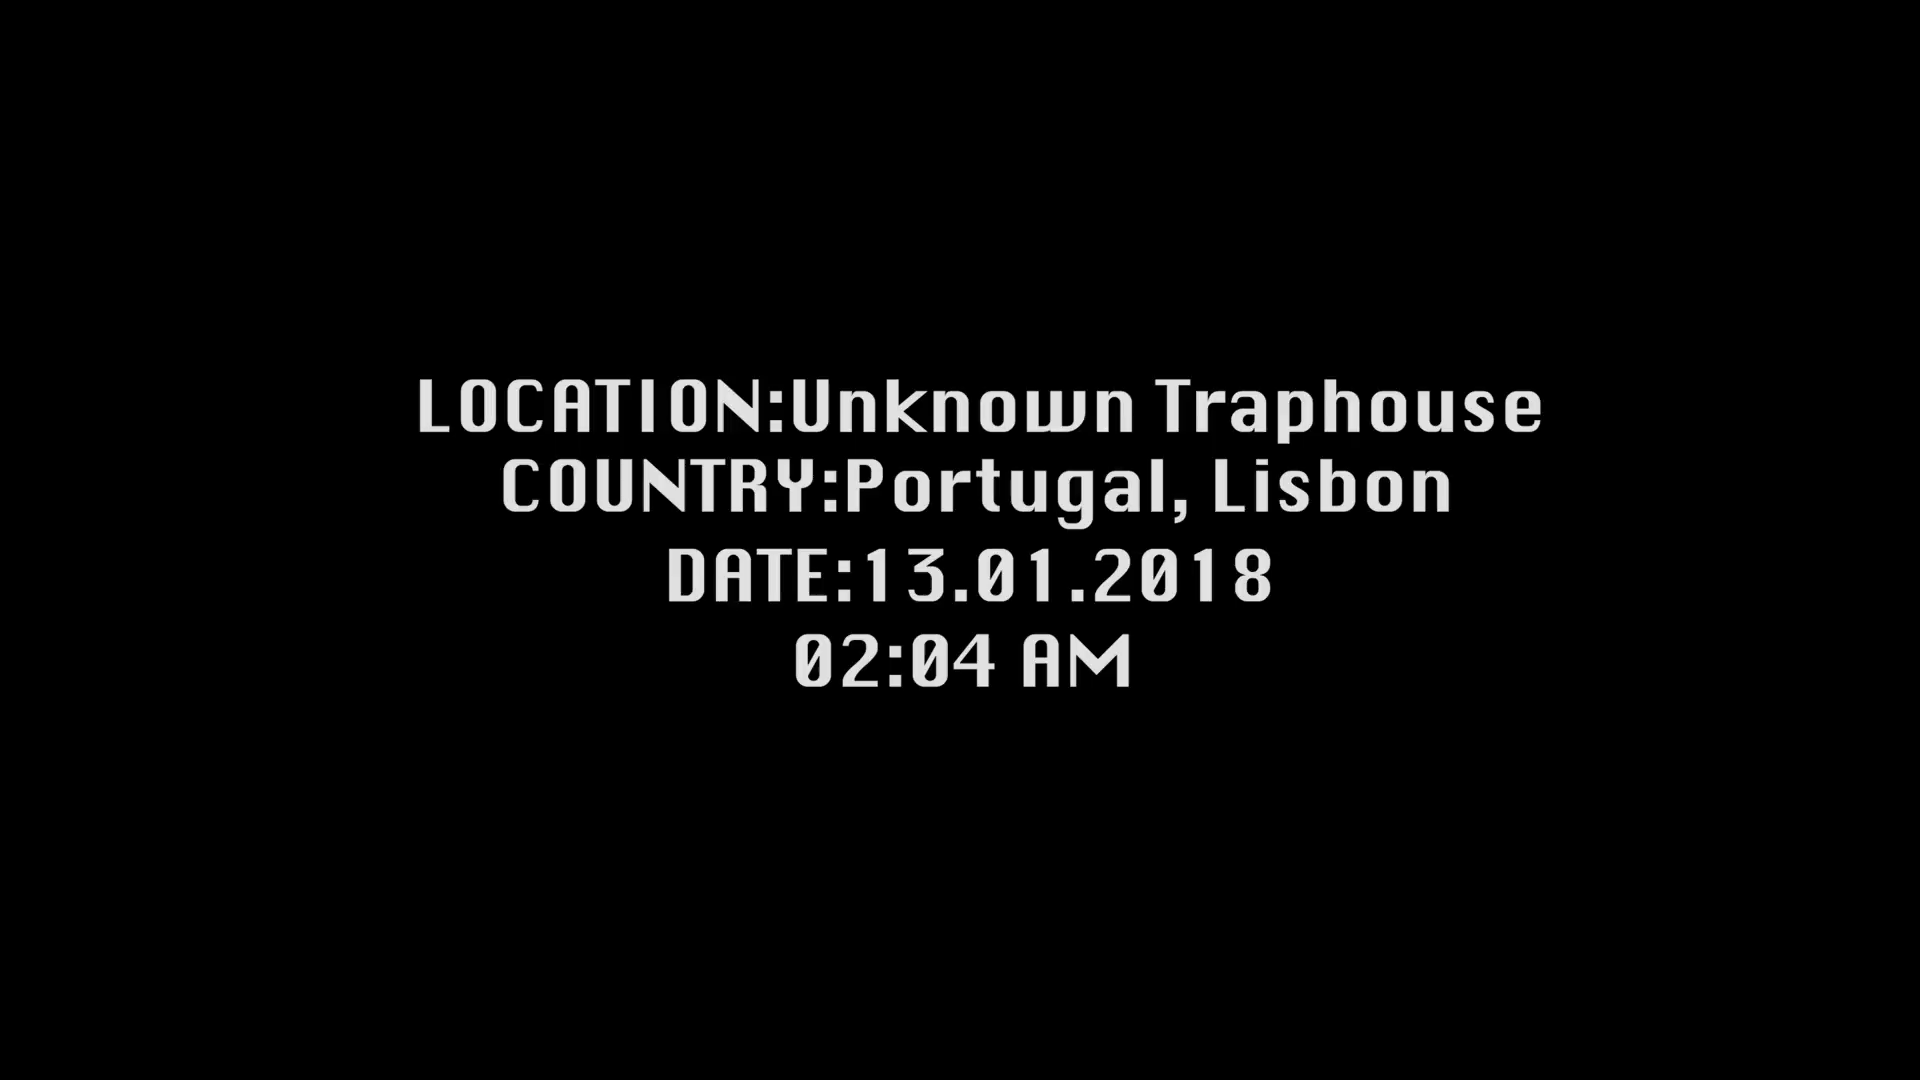 LOCATION:Unknown Traphouse
COUNTRY:Portugal, Lisbon
DATE:13.01.2018
02:04 AM